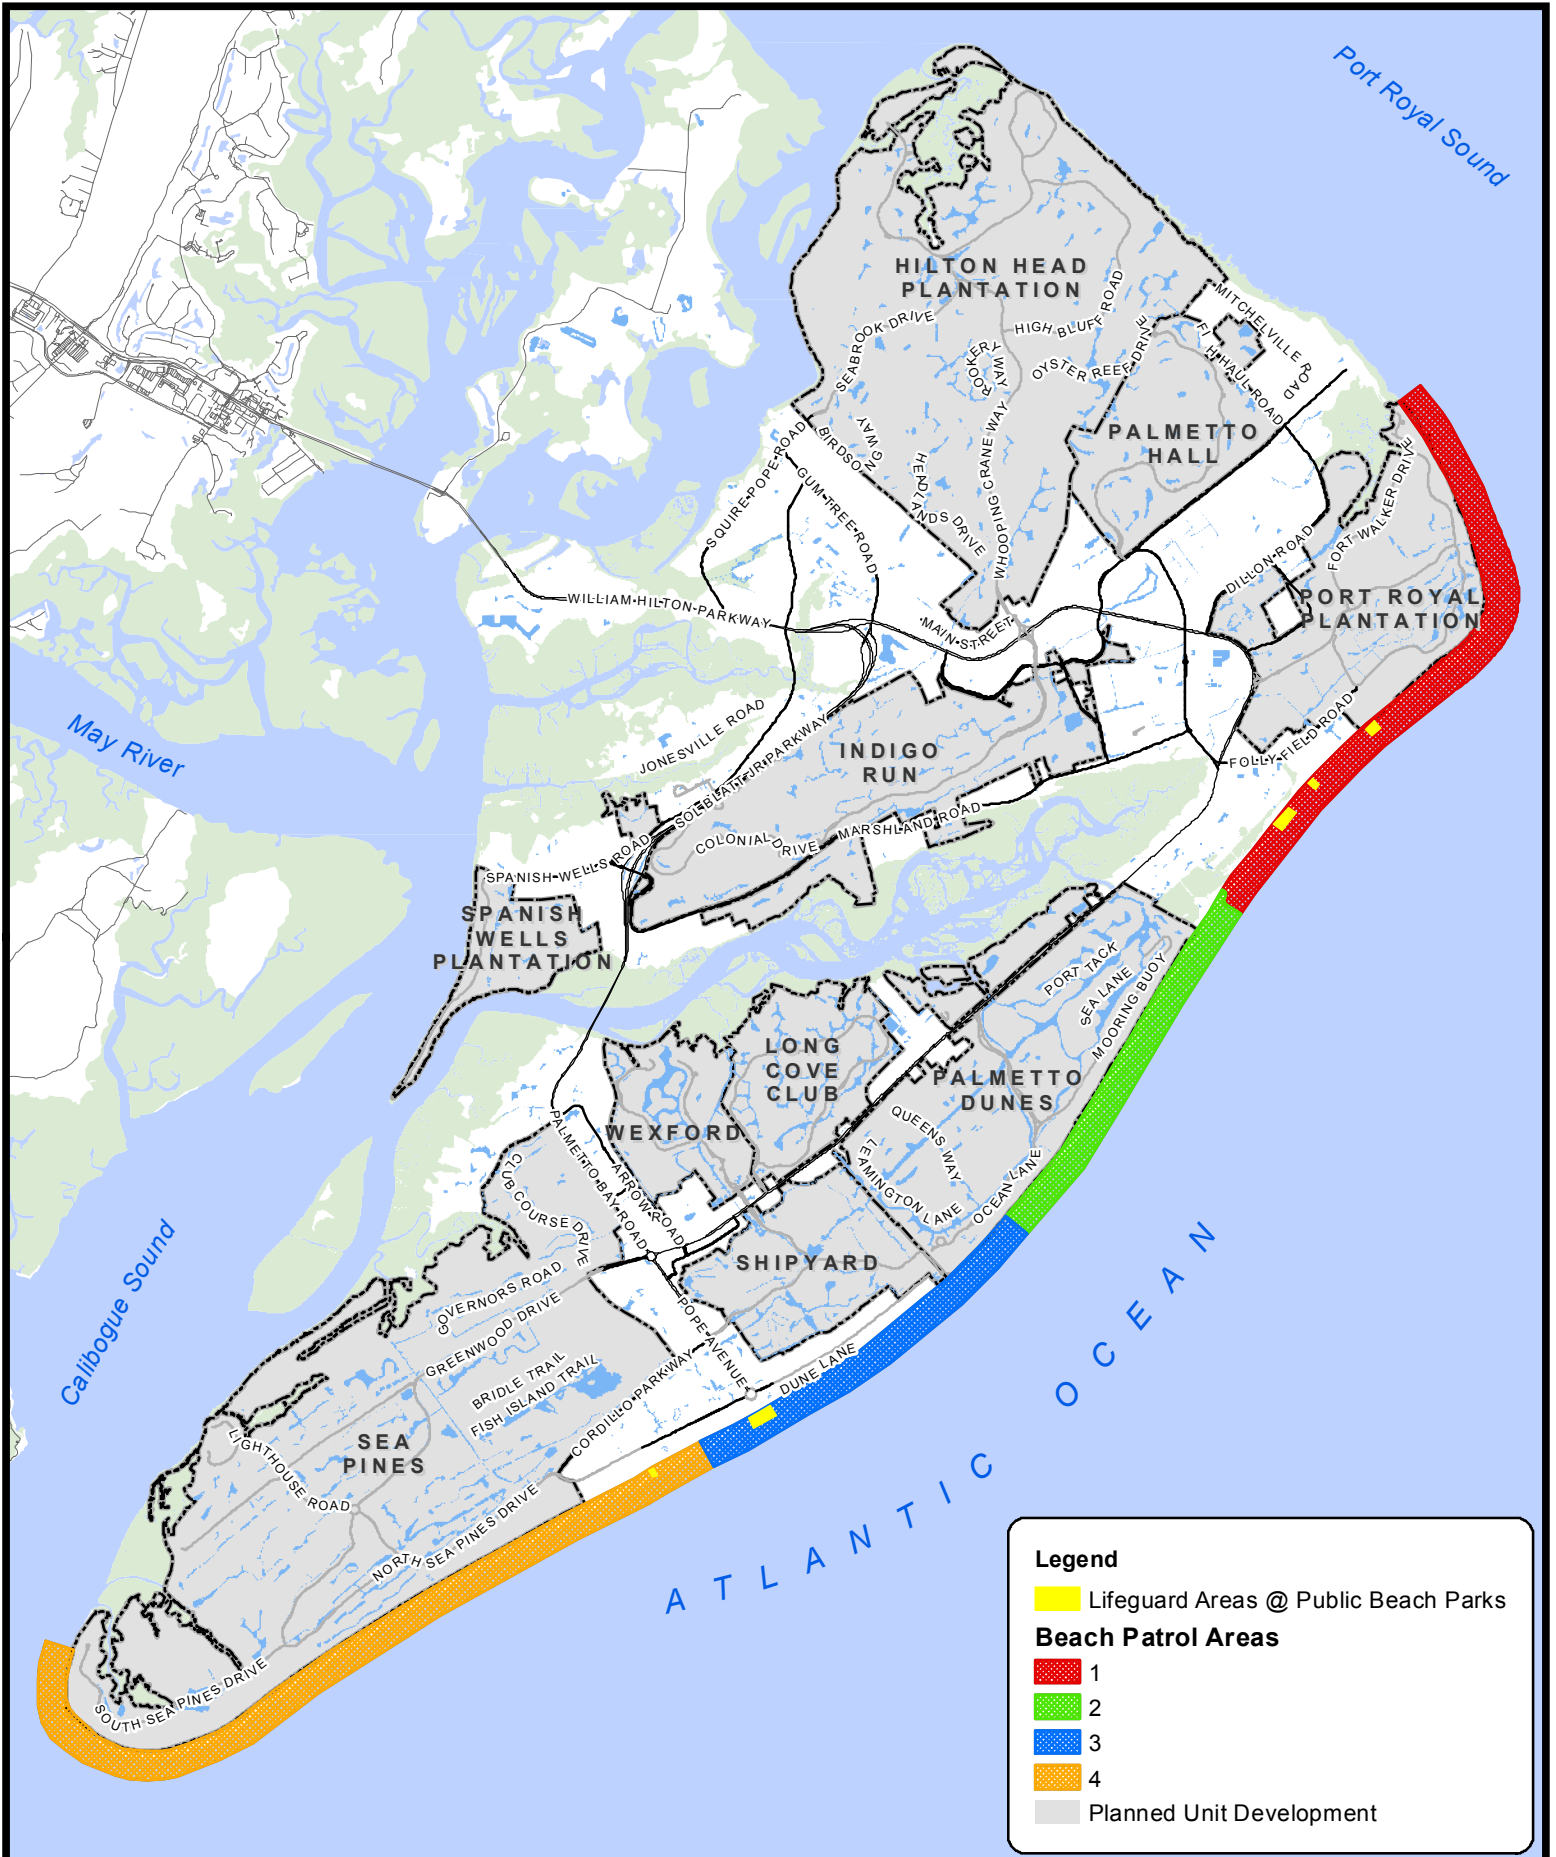 Port Royal Sound
HILTON HEAD
PLANTATION
SEABROOK DRIVE
HIGH BLUFF ROAD
ROOKERY WAY
OYSTER REEF DRIVE
MITCHELVILLE ROAD
HAUL ROAD
PALMETTO
HALL
BIRDSONG WAY
HEADLANDS DRIVE
WHOOPING CRANE WAY
SQUIRE POPE ROAD
GUM TREE ROAD
FORT WALKER DRIVE
DILLON ROAD
PORT ROYAL
PLANTATION
WILLIAM HILTON PARKWAY
MAIN STREET
May River
JONESVILLE ROAD
SOL BLATT JR PARKWAY
INDIGO
RUN
FOLLY FIELD ROAD
COLONIAL DRIVE
MARSHLAND ROAD
SPANISH WELLS ROAD
SPANISH
WELLS
PLANTATION
PORT TACK
SEA LANE
MOORING BUOY
LONG
COVE
CLUB
PALMETTO
DUNES
WEXFORD
QUEENS WAY
LEAMINGTON LANE
OCEAN LANE
PALMETTO BAY ROAD
ARROW ROAD
CLUB COURSE DRIVE
SHIPYARD
Calibogue Sound
GOVERNORS ROAD
GREENWOOD DRIVE
POPE AVENUE
DUNE LANE
BRIDLE TRAIL
FISH ISLAND TRAIL
CORDILLO PARKWAY
SEA
PINES
LIGHTHOUSE ROAD
NORTH SEA PINES DRIVE
SOUTH SEA PINES DRIVE
ATLANTIC OCEAN
Legend
Lifeguard Areas @ Public Beach Parks
Beach Patrol Areas
1
2
3
4
Planned Unit Development